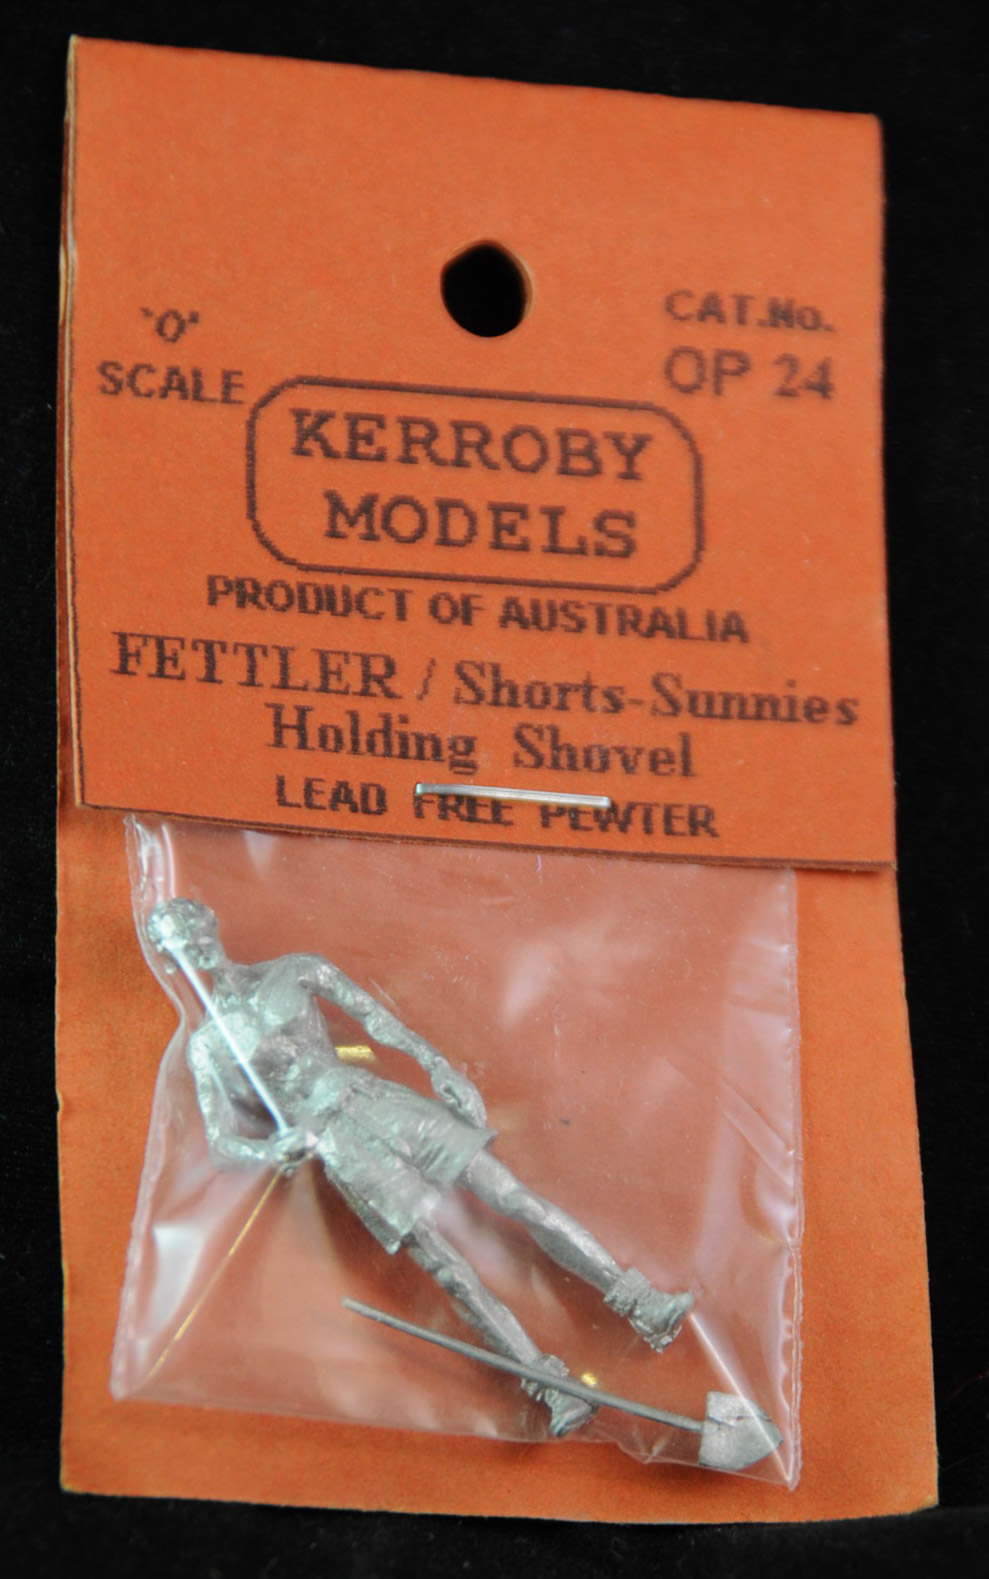 "O"
SCALE
CAT.No.
OP 24
KERROBY
MODELS
PRODUCT OF AUSTRALIA
FETTLER / Shorts-Sunnies
Holding Shovel
LEAD FREE PEWTER